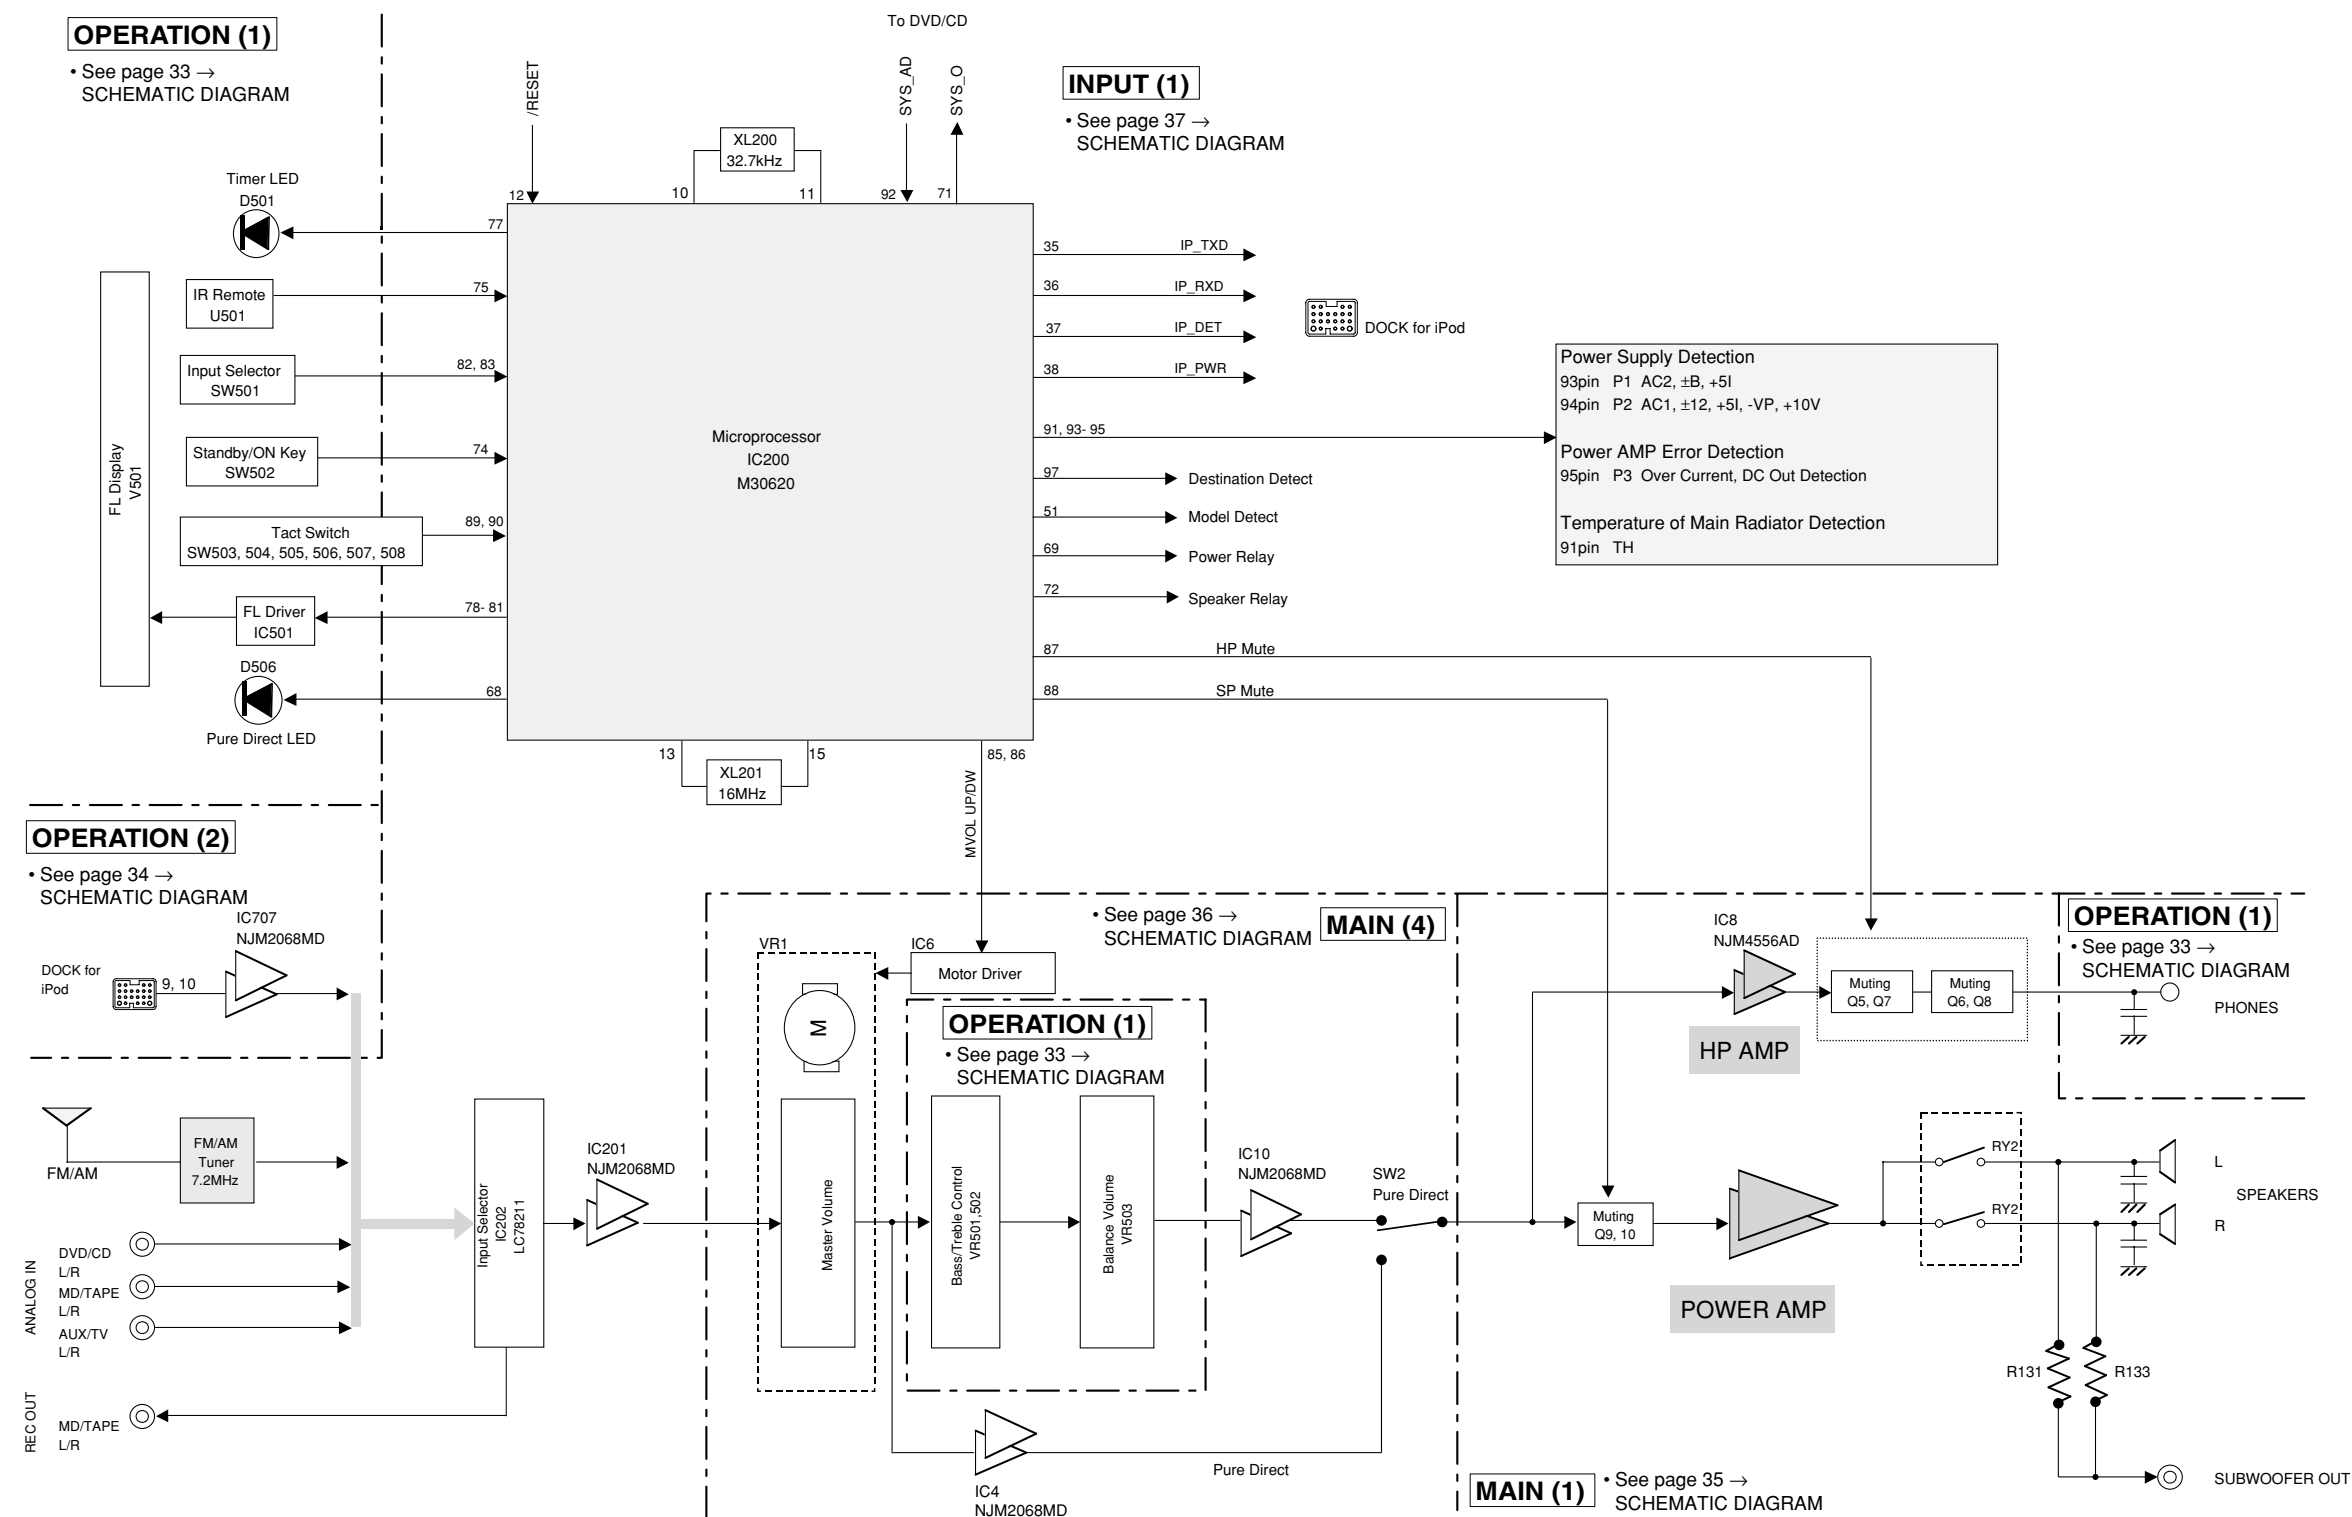 OPERATION (1)
• See page 33 →
SCHEMATIC DIAGRAM
To DVD/CD
/RESET
SYS_AD
SYS_O
INPUT (1)
• See page 37 →
SCHEMATIC DIAGRAM
XL200
32.7kHz
12
10
11
92
71
Timer LED
D501
77
IR Remote
U501
75
Input Selector
SW501
82, 83
Standby/ON Key
SW502
74
Tact Switch
SW503, 504, 505, 506, 507, 508
89, 90
FL Display
V501
FL Driver
IC501
78- 81
D506
Pure Direct LED
68
Microprocessor
IC200
M30620
35
IP_TXD
36
IP_RXD
37
IP_DET
38
IP_PWR
DOCK for iPod
91, 93- 95
97
Destination Detect
51
Model Detect
69
Power Relay
72
Speaker Relay
87
HP Mute
88
SP Mute
Power Supply Detection
93pin P1 AC2, ±B, +5I
94pin P2 AC1, ±12, +5I, -VP, +10V
Power AMP Error Detection
95pin P3 Over Current, DC Out Detection
Temperature of Main Radiator Detection
91pin TH
13
15
XL201
16MHz
85, 86
MVOL UP/DW
OPERATION (2)
• See page 34 →
SCHEMATIC DIAGRAM
IC707
NJM2068MD
DOCK for
iPod
9, 10
FM/AM
FM/AM
Tuner
7.2MHz
ANALOG IN
DVD/CD
L/R
MD/TAPE
L/R
AUX/TV
L/R
REC OUT
MD/TAPE
L/R
Input Selector
IC202
LC78211
IC201
NJM2068MD
VR1
M
Master Volume
IC6
Motor Driver
• See page 36 →
SCHEMATIC DIAGRAM
MAIN (4)
OPERATION (1)
• See page 33 →
SCHEMATIC DIAGRAM
Bass/Treble Control
VR501,502
Balance Volume
VR503
IC10
NJM2068MD
SW2
Pure Direct
IC4
NJM2068MD
Pure Direct
IC8
NJM4556AD
HP AMP
Muting
Q5, Q7
Muting
Q6, Q8
OPERATION (1)
• See page 33 →
SCHEMATIC DIAGRAM
PHONES
Muting
Q9, 10
POWER AMP
RY2
RY2
L
SPEAKERS
R
R131
R133
SUBWOOFER OUT
MAIN (1)
• See page 35 →
SCHEMATIC DIAGRAM